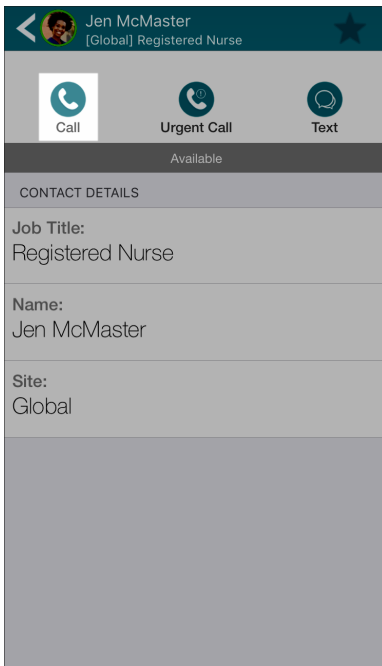 Jen McMaster
[Global] Registered Nurse
Call Urgent Call Text
Available
CONTACT DETAILS
Job Title:
Registered Nurse
Name:
Jen McMaster
Site:
Global